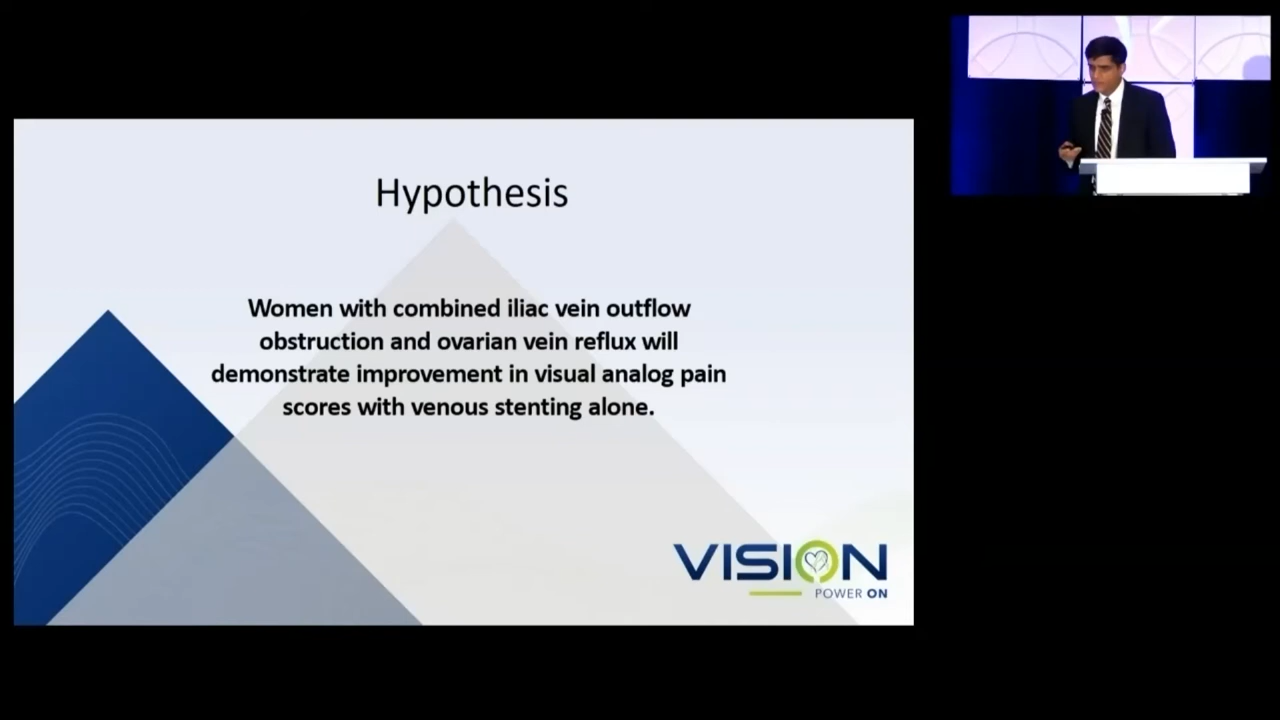 Hypothesis
Women with combined iliac vein outflow
obstruction and ovarian vein reflux will
demonstrate improvement in visual analog pain
scores with venous stenting alone.
VISION
POWER ON